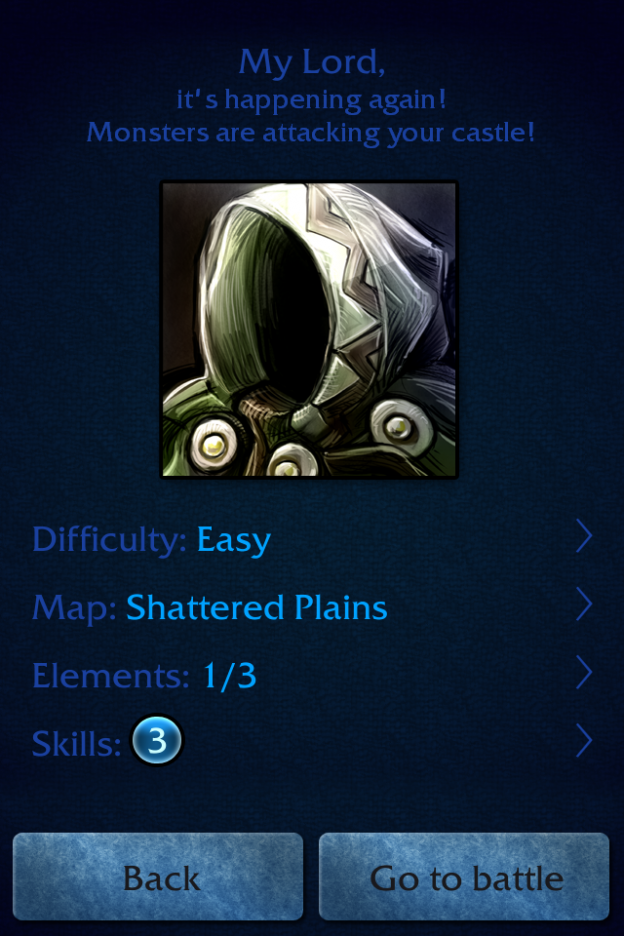 My Lord,
it's happening again!
Monsters are attacking your castle!
Difficulty: Easy
Map: Shattered Plains
Elements: 1/3
Skills: 3
Back
Go to battle